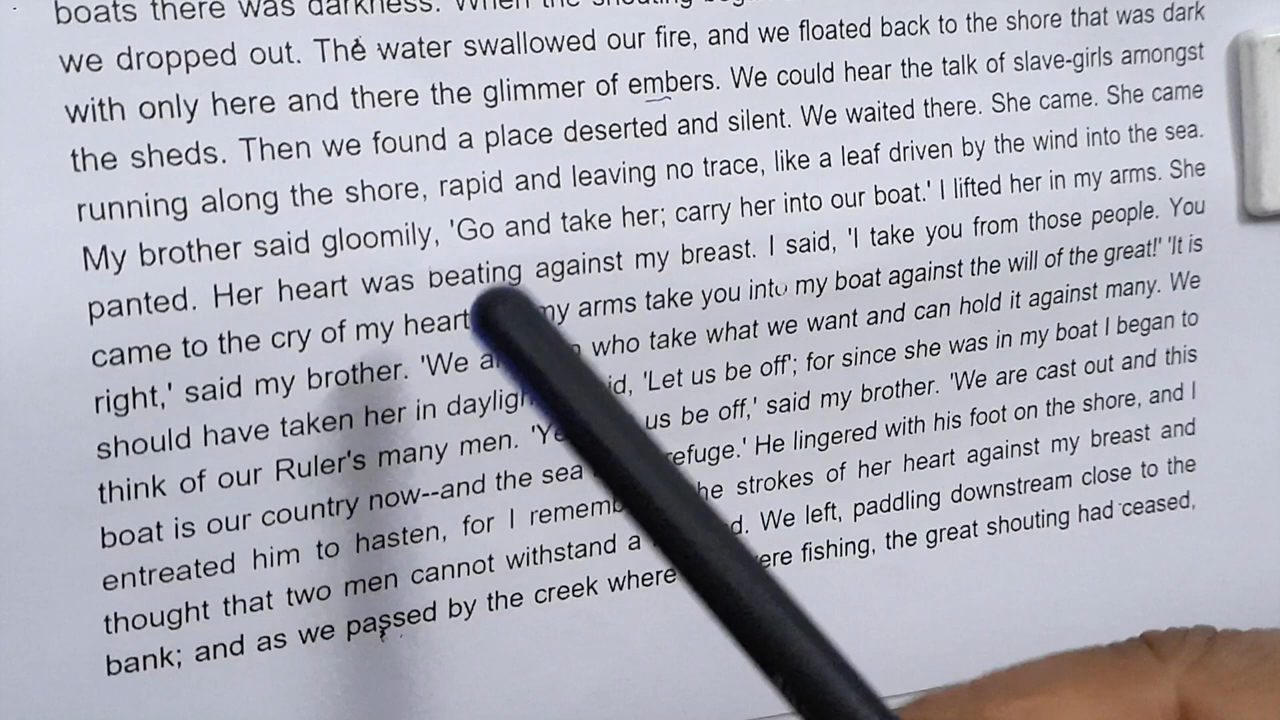 boats there was darkness. When the shouting
we dropped out. The water swallowed our fire, and we floated back to the shore that was dark
with only here and there the glimmer of embers. We could hear the talk of slave-girls amongst
the sheds. Then we found a place deserted and silent. We waited there. She came. She came
running along the shore, rapid and leaving no trace, like a leaf driven by the wind into the sea.
My brother said gloomily, 'Go and take her; carry her into our boat.' I lifted her in my arms. She
panted. Her heart was beating against my breast. I said, 'I take you from those people. You
came to the cry of my heart my arms take you into my boat against the will of the great!' 'It is
right,' said my brother. 'We who take what we want and can hold it against many. We
should have taken her in daylight 'Let us be off'; for since she was in my boat I began to
think of our Ruler's many men. us be off,' said my brother. 'We are cast out and this
boat is our country now--and the sea refuge.' He lingered with his foot on the shore, and I
entreated him to hasten, for I the strokes of her heart against my breast and
thought that two men cannot withstand a We left, paddling downstream close to the
bank; and as we passed by the creek where fishing, the great shouting had ceased,